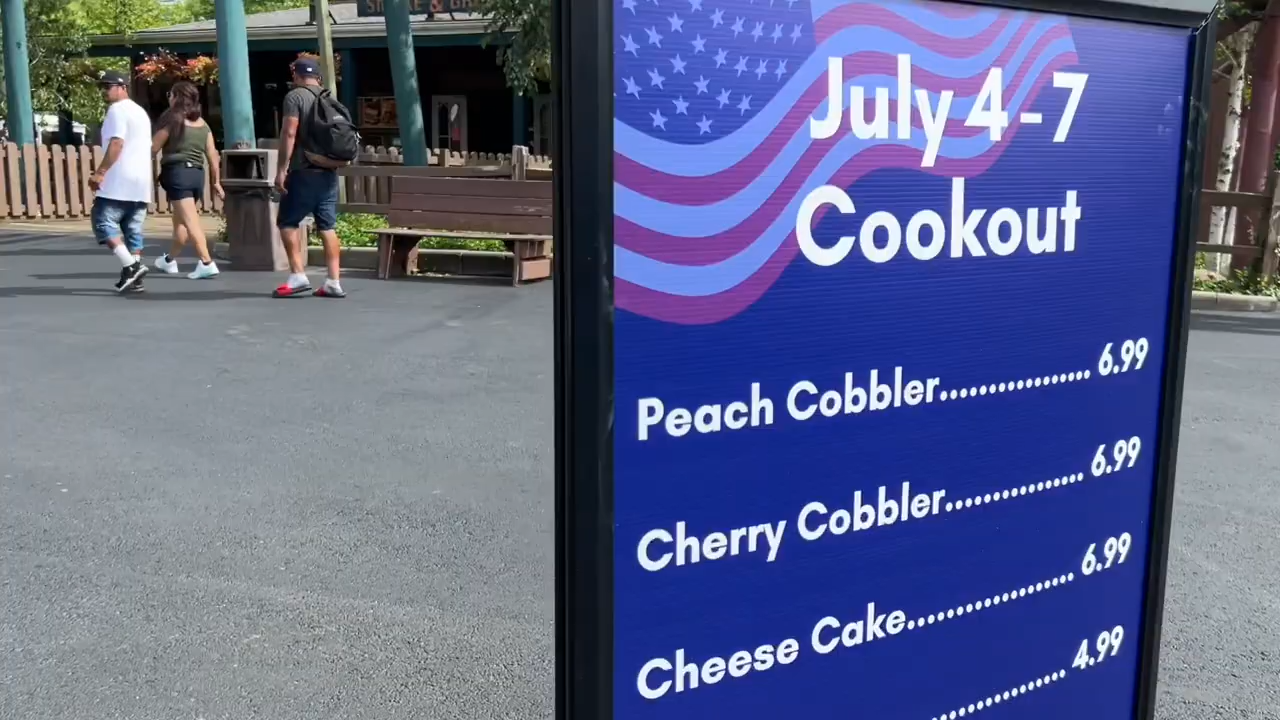 July 4-7
Cookout
Peach Cobbler................. 6.99
Cherry Cobbler................ 6.99
Cheese Cake.................... 6.99
................. 4.99